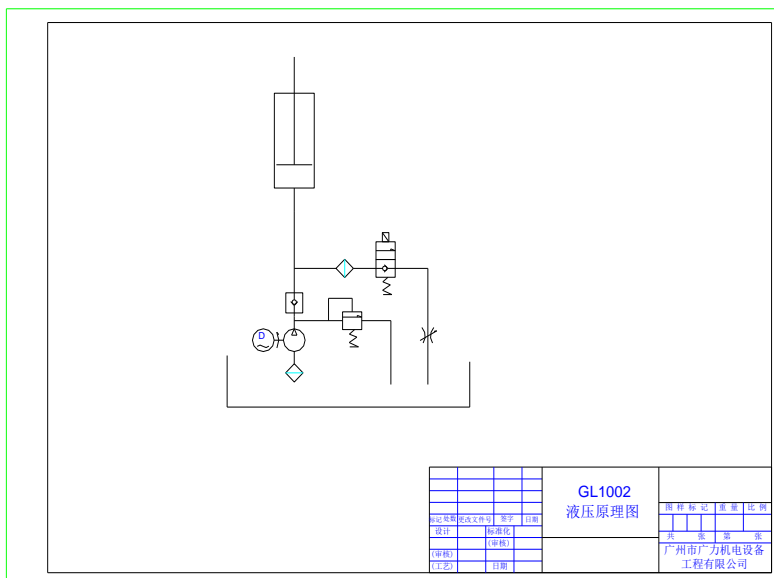 D
GL1002
液压原理图
图 样 标 记 重 量 比 例
标记 处数 更改文件号 签字 日期
设计 标准化
(审核)
共 张 第 张
(审核)
(工艺) 日期
广州市广力机电设备
工程有限公司